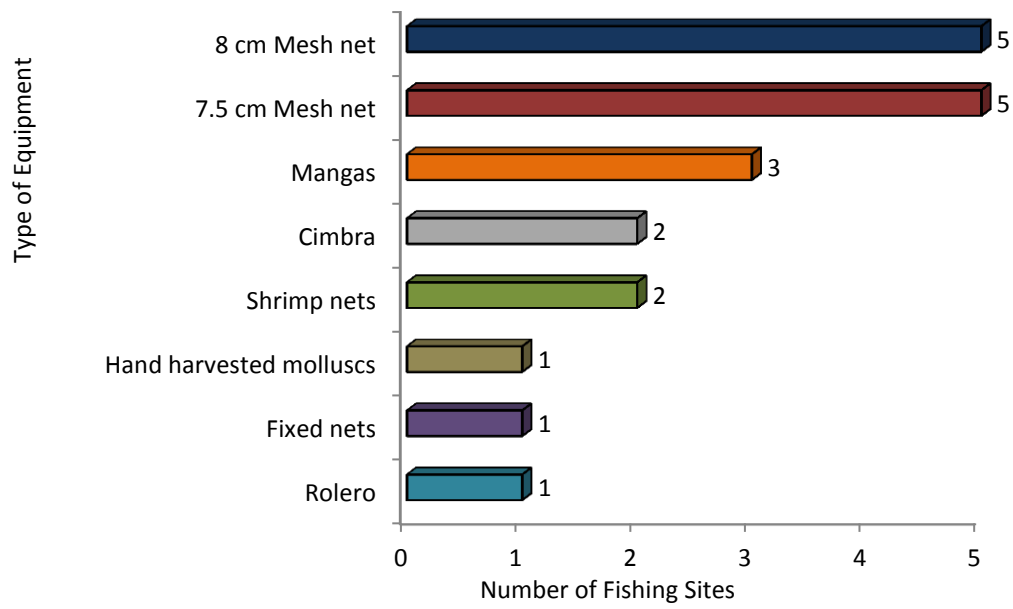 Type of Equipment
8 cm Mesh net 5
7.5 cm Mesh net 5
Mangas 3
Cimbra 2
Shrimp nets 2
Hand harvested molluscs 1
Fixed nets 1
Rolero 1
0 1 2 3 4 5
Number of Fishing Sites